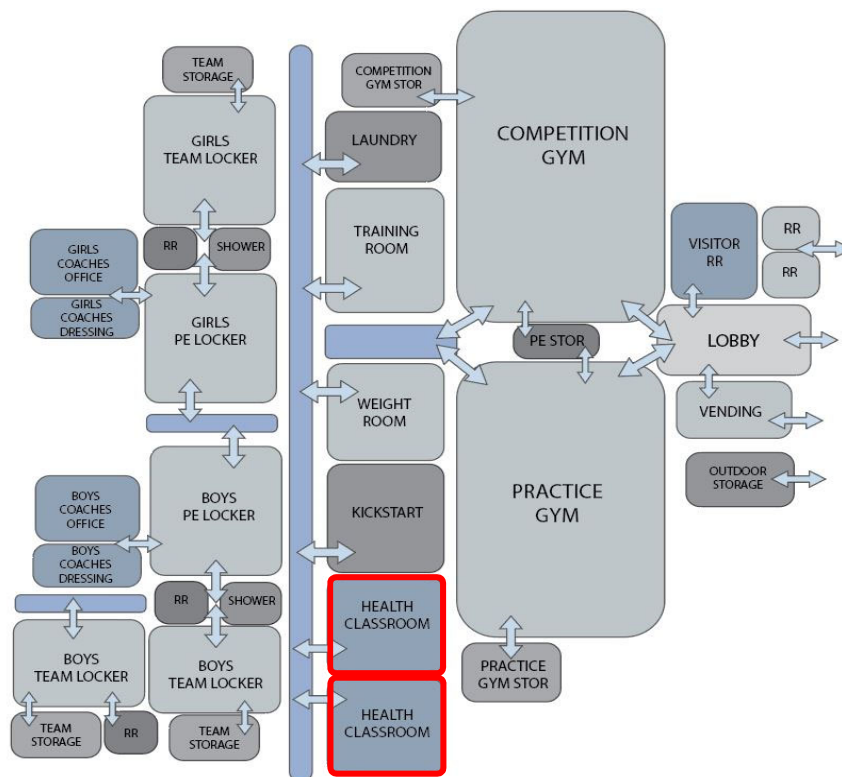 TEAM
STORAGE
GIRLS
TEAM LOCKER
RR
SHOWER
GIRLS
COACHES
OFFICE
GIRLS
COACHES
DRESSING
GIRLS
PE LOCKER
BOYS
PE LOCKER
BOYS
COACHES
OFFICE
BOYS
COACHES
DRESSING
RR
SHOWER
BOYS
TEAM LOCKER
BOYS
TEAM LOCKER
TEAM
STORAGE
RR
TEAM
STORAGE
COMPETITION
GYM STOR
LAUNDRY
TRAINING
ROOM
WEIGHT
ROOM
KICKSTART
HEALTH
CLASSROOM
HEALTH
CLASSROOM
COMPETITION
GYM
PE STOR
PRACTICE
GYM
PRACTICE
GYM STOR
VISITOR
RR
RR
RR
LOBBY
VENDING
OUTDOOR
STORAGE